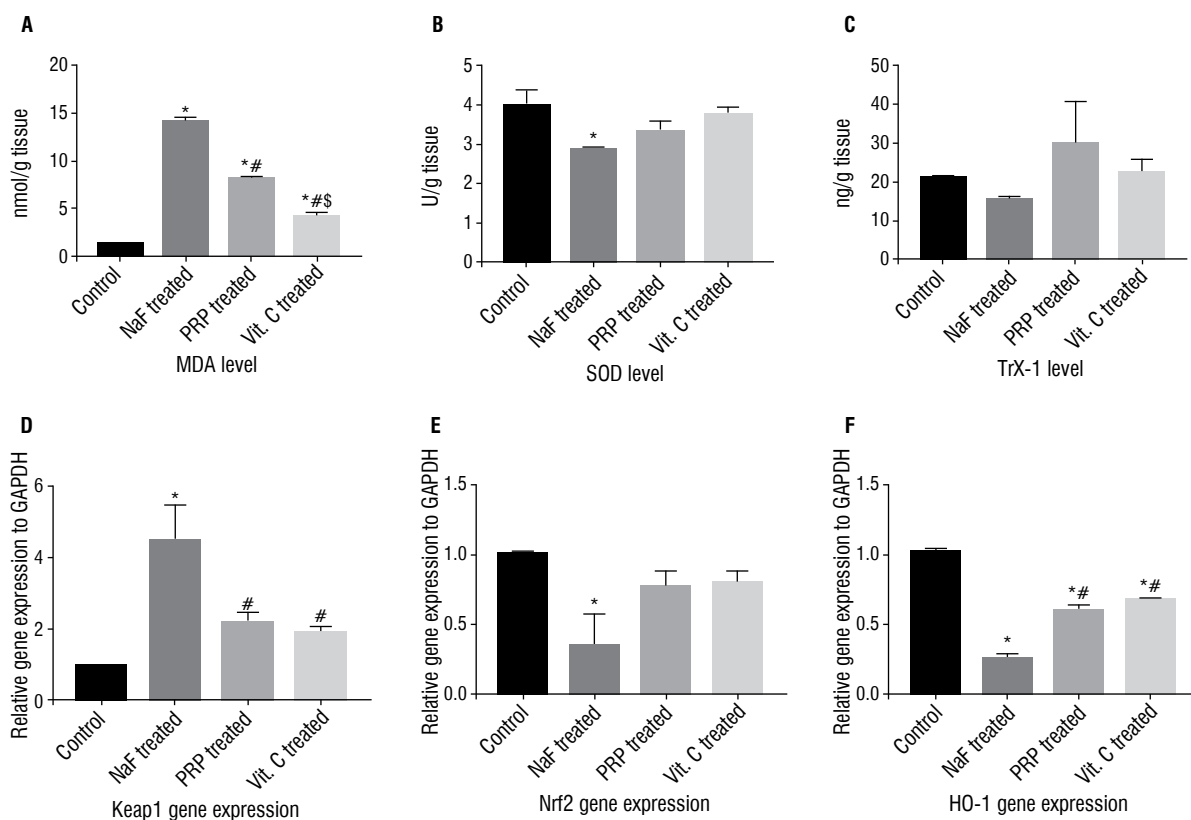 A
nmol/g tissue
20
15
10
5
0
*
*#
*#$
Control
NaF treated
PRP treated
Vit. C treated
MDA level
B
U/g tissue
5
4
3
2
1
0
*
Control
NaF treated
PRP treated
Vit. C treated
SOD level
C
ng/g tissue
50
40
30
20
10
0
Control
NaF treated
PRP treated
Vit. C treated
TrX-1 level
D
Relative gene expression to GAPDH
6
4
2
0
*
#
#
Control
NaF treated
PRP treated
Vit. C treated
Keap1 gene expression
E
Relative gene expression to GAPDH
1.5
1.0
0.5
0.0
*
Control
NaF treated
PRP treated
Vit. C treated
Nrf2 gene expression
F
Relative gene expression to GAPDH
1.5
1.0
0.5
0.0
*
*#
*#
Control
NaF treated
PRP treated
Vit. C treated
HO-1 gene expression